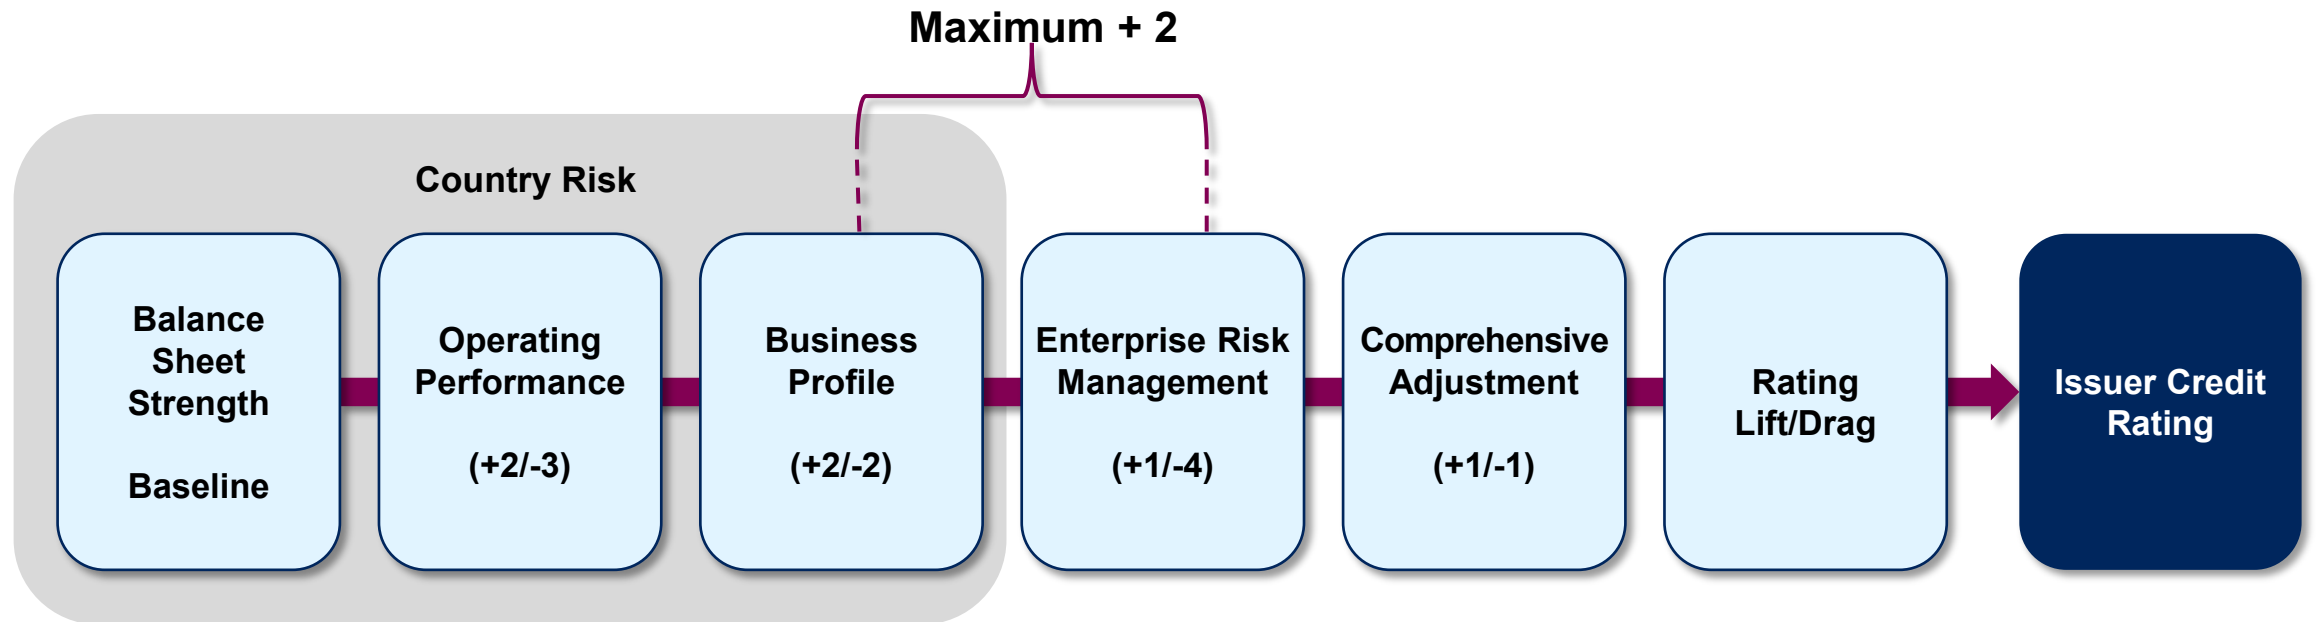 Maximum + 2
Country Risk
Balance
Sheet
Strength
Baseline
Operating
Performance
(+2/-3)
Business
Profile
(+2/-2)
Enterprise Risk
Management
(+1/-4)
Comprehensive
Adjustment
(+1/-1)
Rating
Lift/Drag
Issuer Credit
Rating